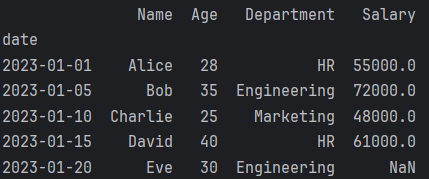 Name Age Department Salary
date
2023-01-01 Alice 28 HR 55000.0
2023-01-05 Bob 35 Engineering 72000.0
2023-01-10 Charlie 25 Marketing 48000.0
2023-01-15 David 40 HR 61000.0
2023-01-20 Eve 30 Engineering NaN